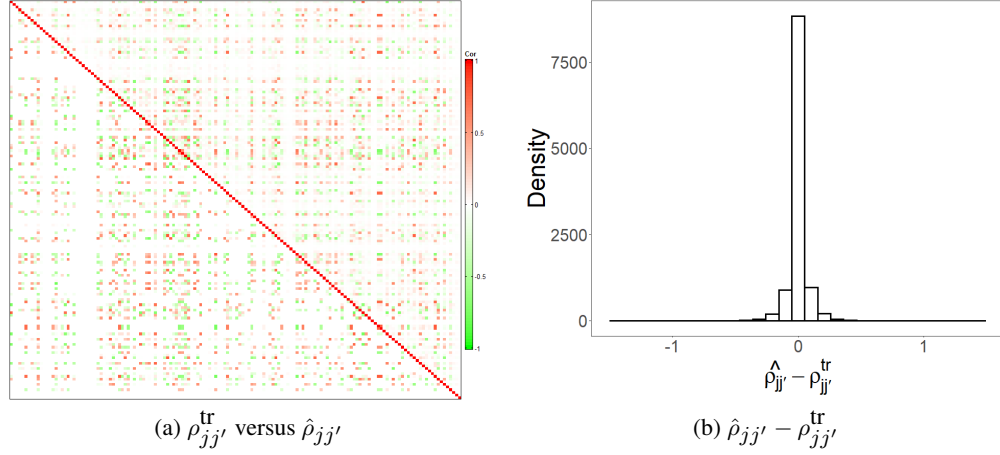 Cor
1
0.5
0
-0.5
-1
Density
7500
5000
2500
0
-1 0 1
ρ̂jj′ − ρjj′^tr
(a) ρjj′^tr versus ρ̂jj′
(b) ρ̂jj′ − ρjj′^tr